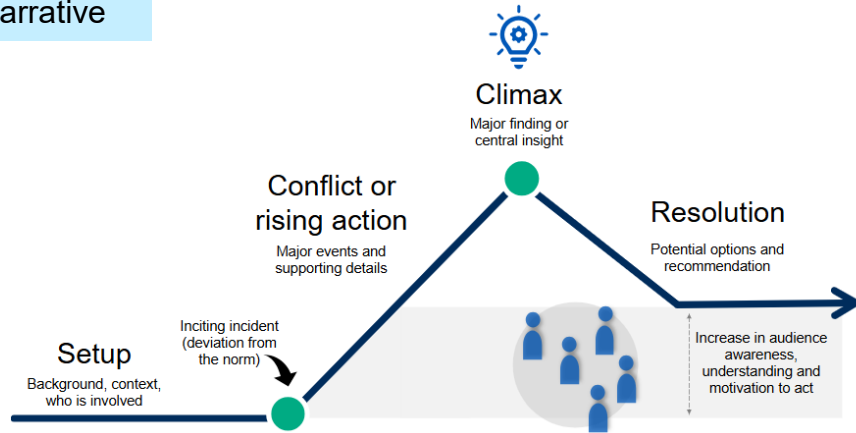 arrative
Climax
Major finding or
central insight
Conflict or
rising action
Major events and
supporting details
Resolution
Potential options and
recommendation
Inciting incident
(deviation from
the norm)
Setup
Background, context,
who is involved
Increase in audience
awareness,
understanding and
motivation to act